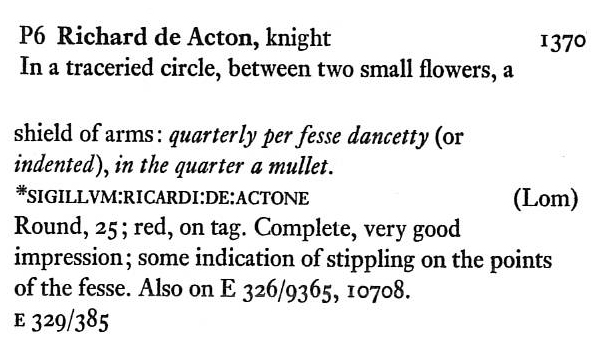 P6 Richard de Acton, knight 1370
In a traceried circle, between two small flowers, a
shield of arms: quarterly per fesse dancetty (or
indented), in the quarter a mullet.
*SIGILLVM:RICARDI:DE:ACTONE (Lom)
Round, 25; red, on tag. Complete, very good
impression; some indication of stippling on the points
of the fesse. Also on E 326/9365, 10708.
E 329/385